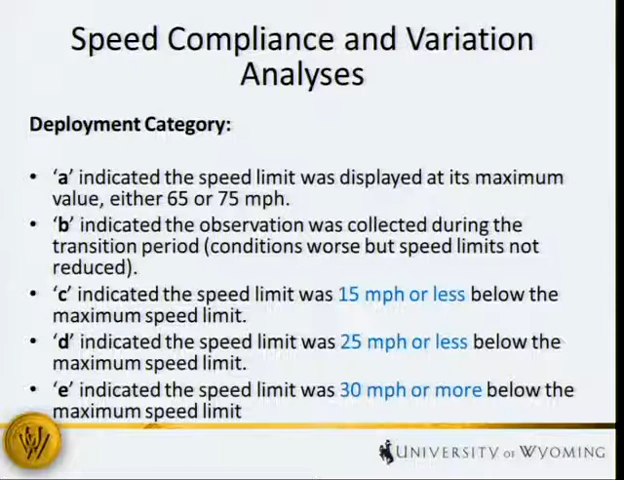 Speed Compliance and Variation
Analyses
Deployment Category:
• 'a' indicated the speed limit was displayed at its maximum
value, either 65 or 75 mph.
• 'b' indicated the observation was collected during the
transition period (conditions worse but speed limits not
reduced).
• 'c' indicated the speed limit was 15 mph or less below the
maximum speed limit.
• 'd' indicated the speed limit was 25 mph or less below the
maximum speed limit.
• 'e' indicated the speed limit was 30 mph or more below the
maximum speed limit
UNIVERSITY OF WYOMING